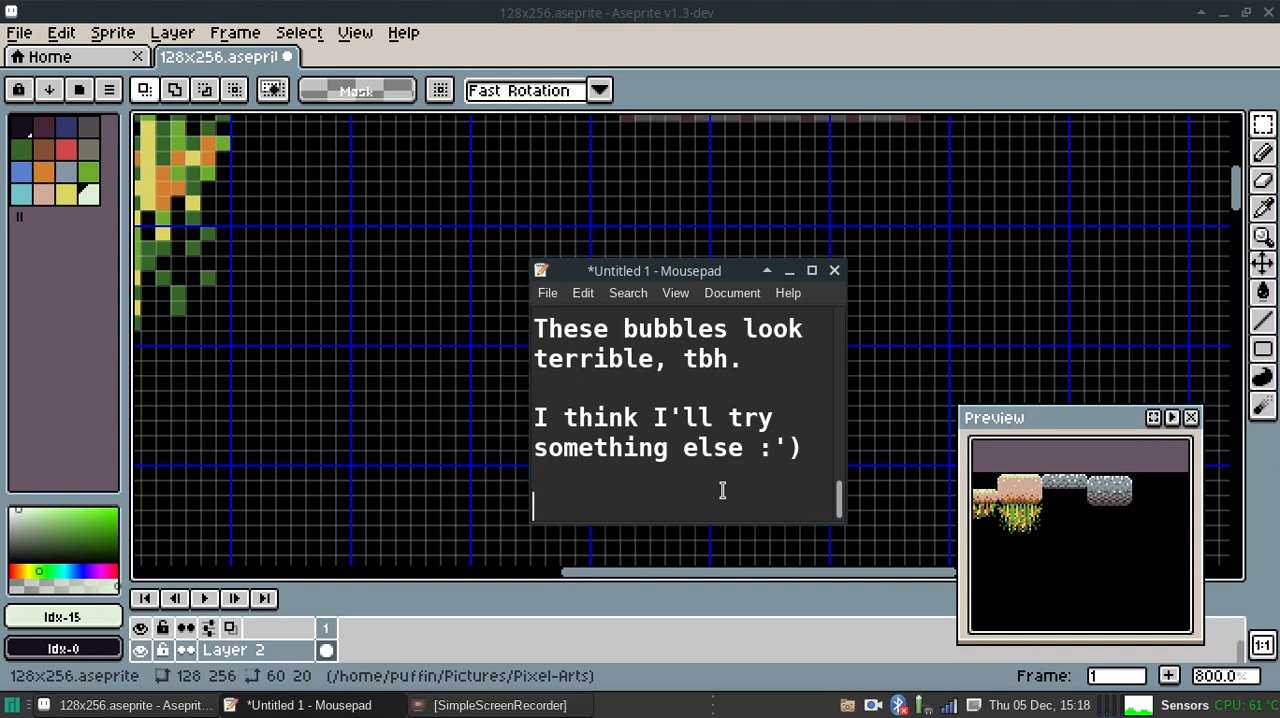 128x256.aseprite - Aseprite v1.3-dev
File Edit Sprite Layer Frame Select View Help
Home 128x256.asepril
Mask Fast Rotation
*Untitled 1 - Mousepad
File Edit Search View Document Help
These bubbles look
terrible, tbh.
I think I'll try
something else :')
Preview
Idx-15
Idx-0
1
Layer 2
1:1
128x256.aseprite 128 256 60 20 (/home/puffin/Pictures/Pixel-Arts) Frame: 1 800.0%
128x256.aseprite - Aseprit... *Untitled 1 - Mousepad [SimpleScreenRecorder] Thu 05 Dec, 15:18 Sensors CPU: 61 °C